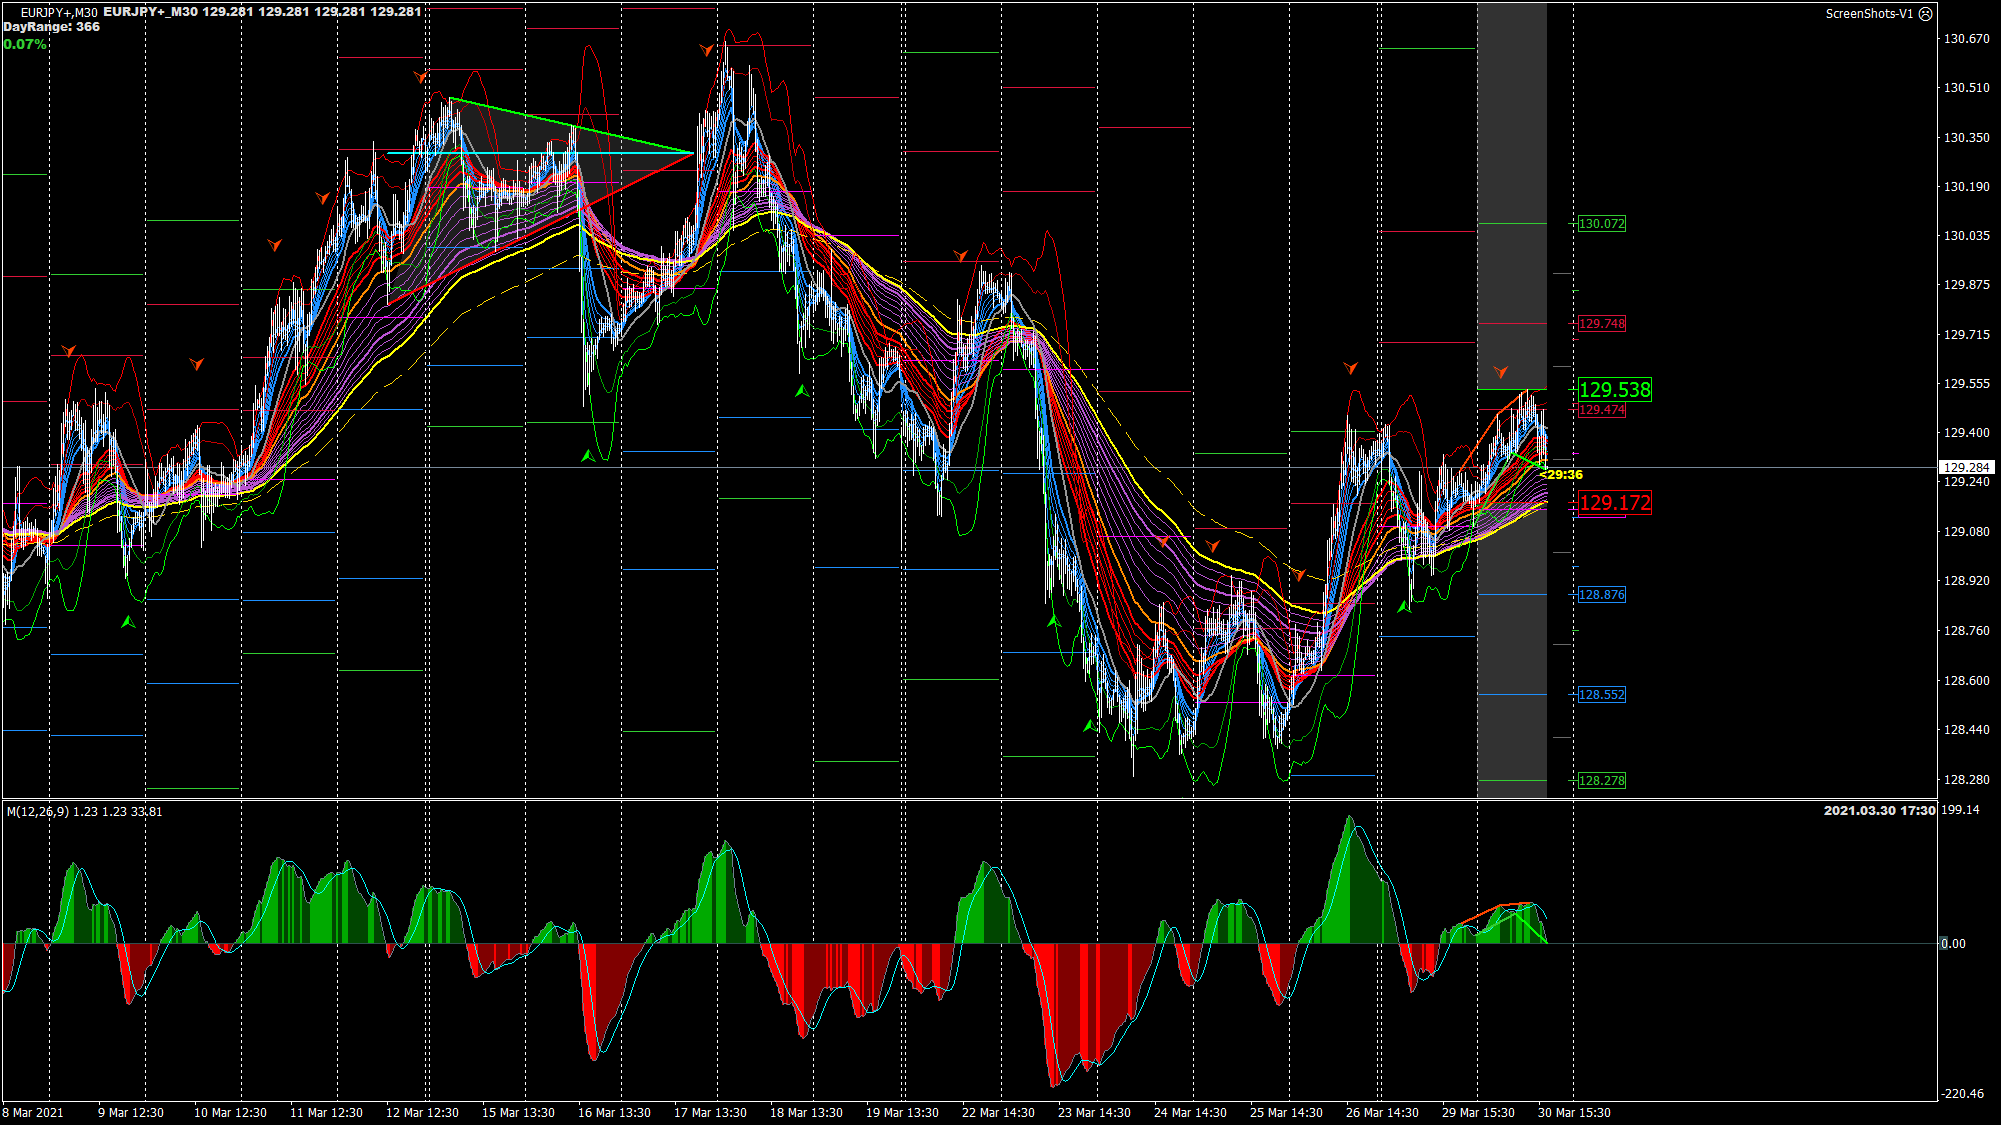 EURJPY+,M30 EURJPY+_M30 129.281 129.281 129.281 129.281
DayRange: 366
0.07%
ScreenShots-V1
130.670
130.510
130.350
130.190
130.035
129.875
129.715
129.555
129.400
129.284
129.240
129.080
128.920
128.760
128.600
128.440
128.280
130.072
129.748
129.538
129.474
<29:36
129.172
128.876
128.552
128.278
M(12,26,9) 1.23 1.23 33.81
2021.03.30 17:30
199.14
0.00
-220.46
8 Mar 2021
9 Mar 12:30
10 Mar 12:30
11 Mar 12:30
12 Mar 12:30
15 Mar 13:30
16 Mar 13:30
17 Mar 13:30
18 Mar 13:30
19 Mar 13:30
22 Mar 14:30
23 Mar 14:30
24 Mar 14:30
25 Mar 14:30
26 Mar 14:30
29 Mar 15:30
30 Mar 15:30